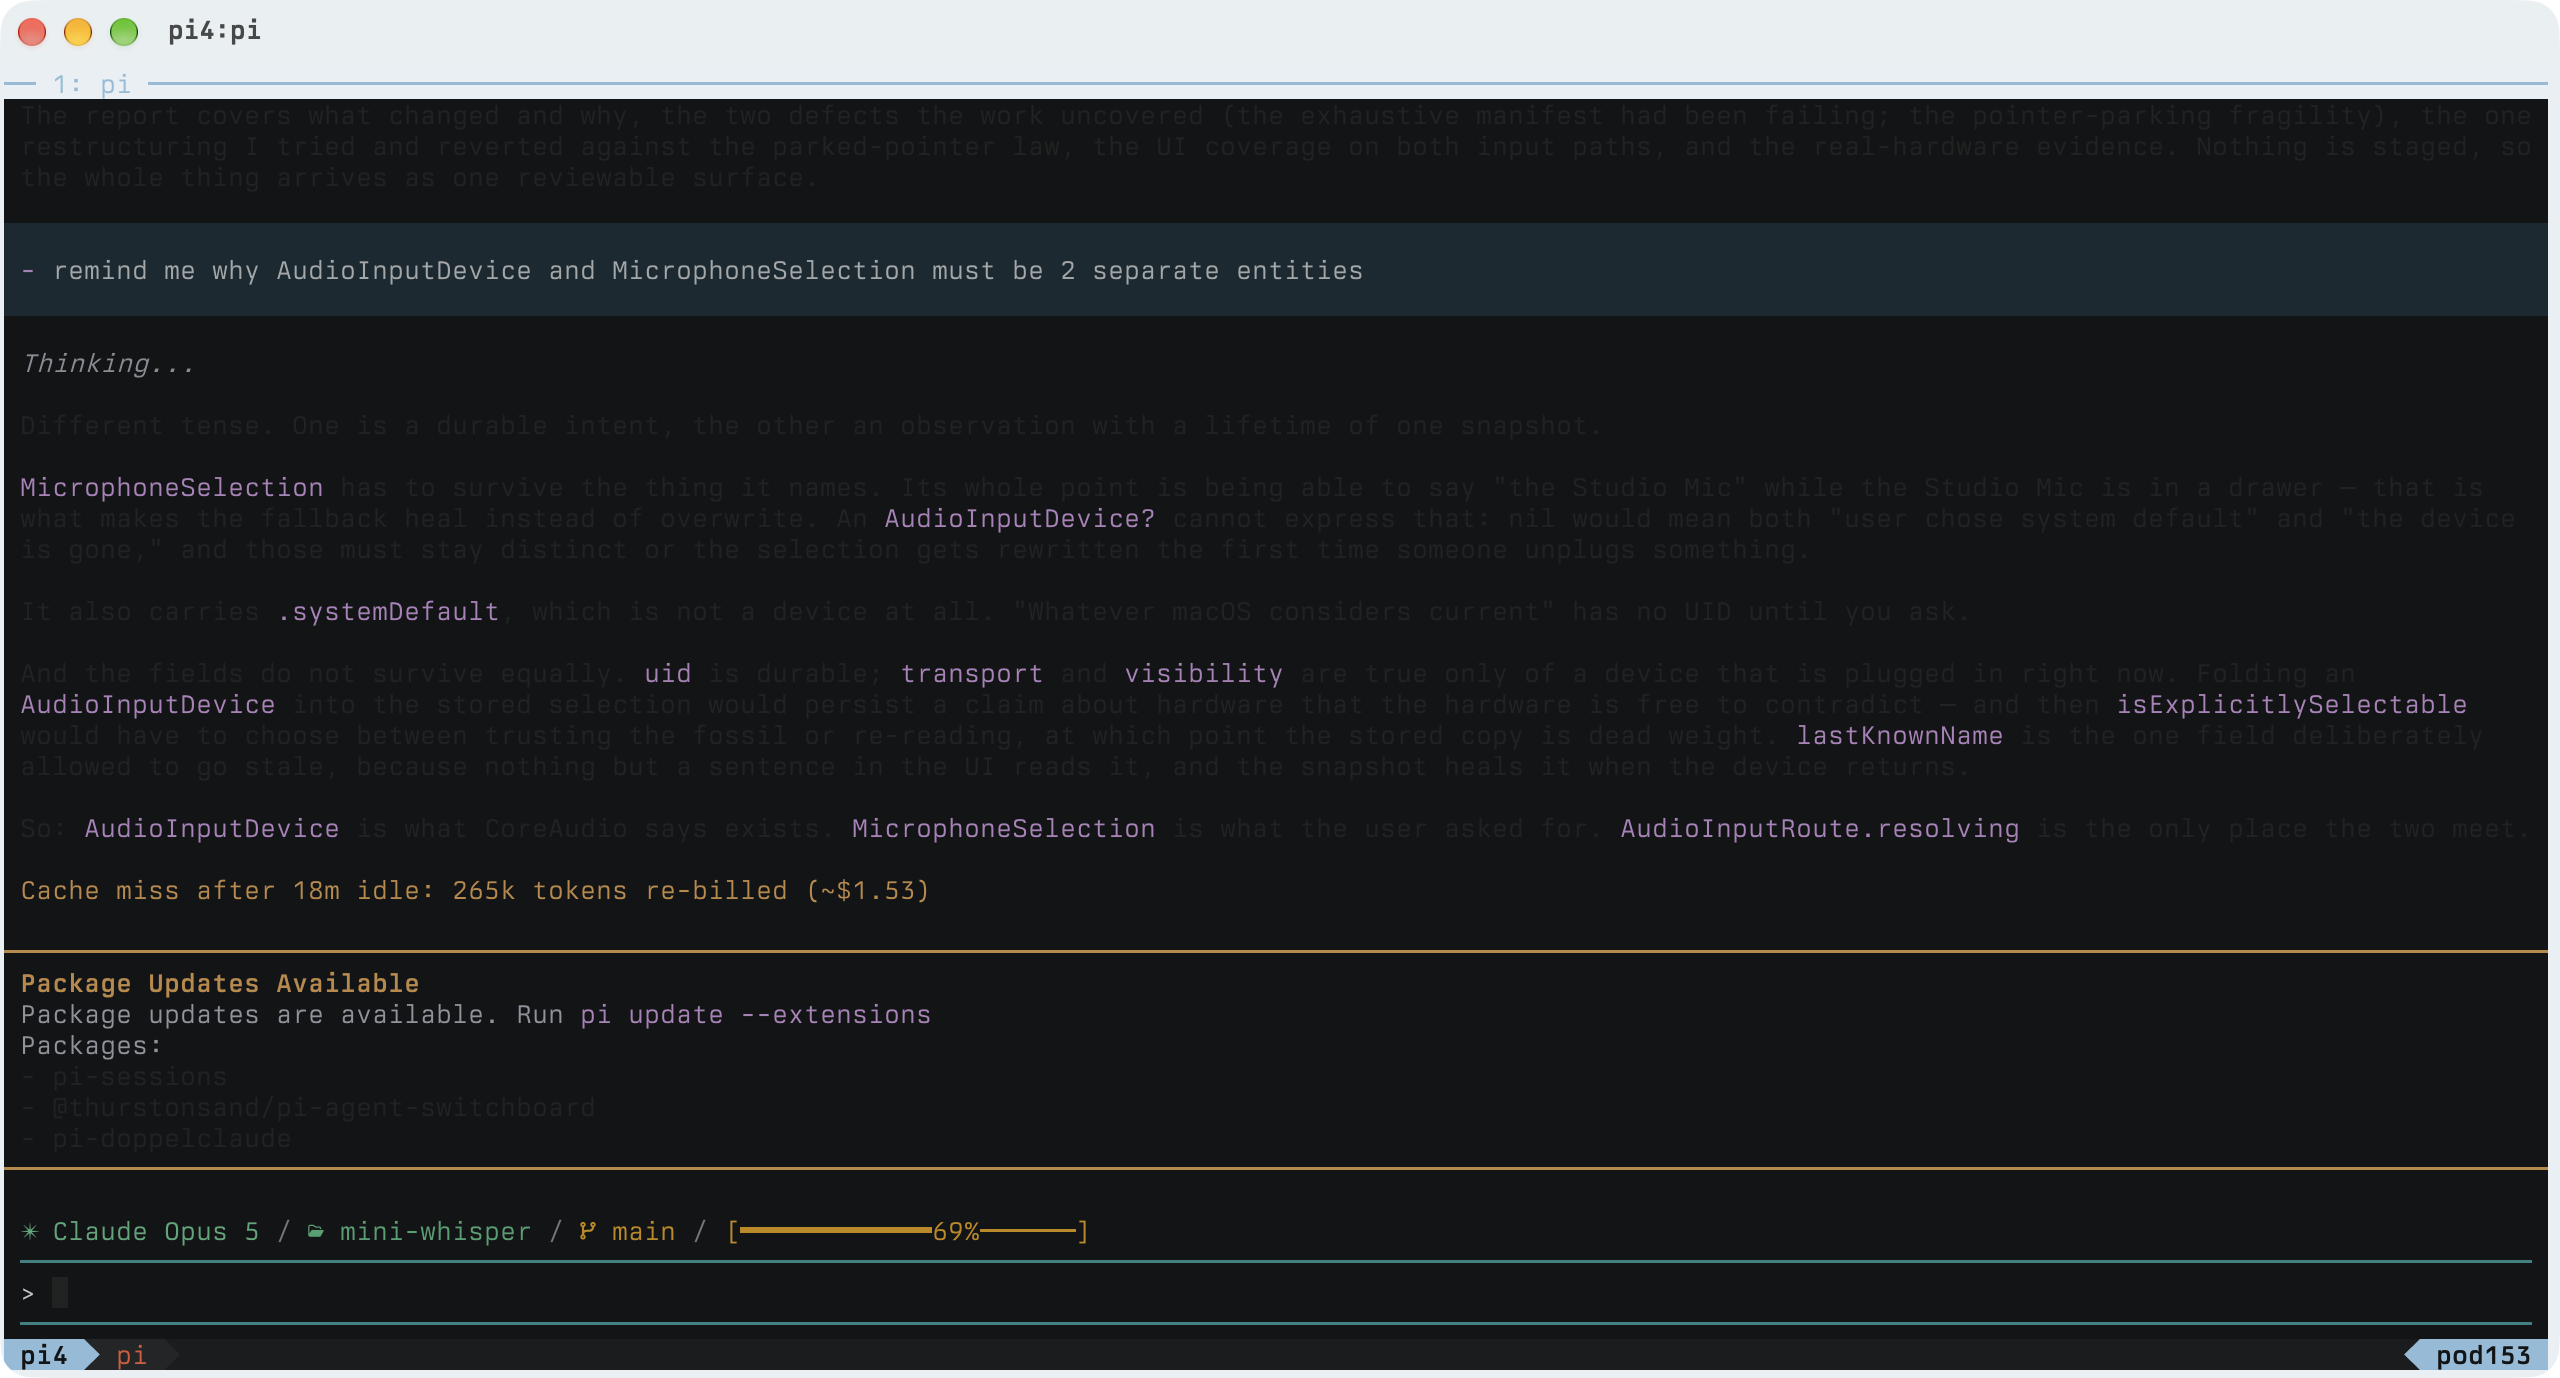 pi4:pi
1: pi
The report covers what changed and why, the two defects the work uncovered (the exhaustive manifest had been failing; the pointer-parking fragility), the one
restructuring I tried and reverted against the parked-pointer law, the UI coverage on both input paths, and the real-hardware evidence. Nothing is staged, so
the whole thing arrives as one reviewable surface.
- remind me why AudioInputDevice and MicrophoneSelection must be 2 separate entities
Thinking...
Different tense. One is a durable intent, the other an observation with a lifetime of one snapshot.
MicrophoneSelection has to survive the thing it names. Its whole point is being able to say "the Studio Mic" while the Studio Mic is in a drawer — that is
what makes the fallback heal instead of overwrite. An AudioInputDevice? cannot express that: nil would mean both "user chose system default" and "the device
is gone," and those must stay distinct or the selection gets rewritten the first time someone unplugs something.
It also carries .systemDefault, which is not a device at all. "Whatever macOS considers current" has no UID until you ask.
And the fields do not survive equally. uid is durable; transport and visibility are true only of a device that is plugged in right now. Folding an
AudioInputDevice into the stored selection would persist a claim about hardware that the hardware is free to contradict — and then isExplicitlySelectable
would have to choose between trusting the fossil or re-reading, at which point the stored copy is dead weight. lastKnownName is the one field deliberately
allowed to go stale, because nothing but a sentence in the UI reads it, and the snapshot heals it when the device returns.
So: AudioInputDevice is what CoreAudio says exists. MicrophoneSelection is what the user asked for. AudioInputRoute.resolving is the only place the two meet.
Cache miss after 18m idle: 265k tokens re-billed (~$1.53)
Package Updates Available
Package updates are available. Run pi update --extensions
Packages:
- pi-sessions
- @thurstonsand/pi-agent-switchboard
- pi-doppelclaude
Claude Opus 5 / mini-whisper / main / [69%]
>
pi4 pi pod153